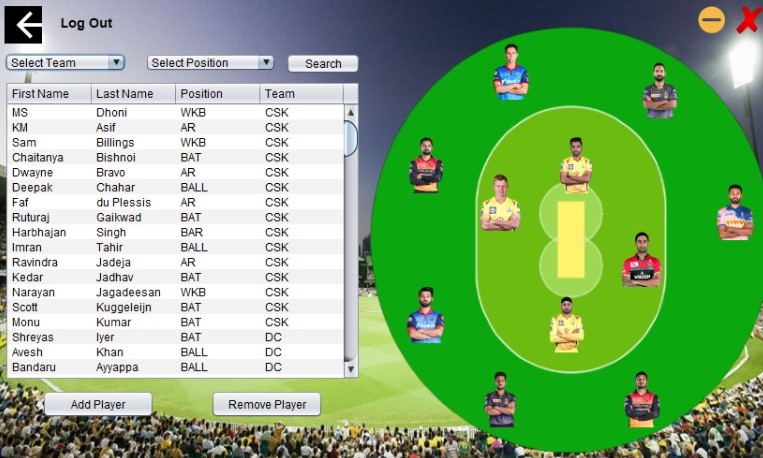 Log Out
Select Team Select Position Search
First Name Last Name Position Team
MS Dhoni WKB CSK
KM Asif AR CSK
Sam Billings WKB CSK
Chaitanya Bishnoi BAT CSK
Dwayne Bravo AR CSK
Deepak Chahar BALL CSK
Faf du Plessis AR CSK
Ruturaj Gaikwad BAT CSK
Harbhajan Singh BAR CSK
Imran Tahir BALL CSK
Ravindra Jadeja AR CSK
Kedar Jadhav BAT CSK
Narayan Jagadeesan WKB CSK
Scott Kuggeleijn BAT CSK
Monu Kumar BAT CSK
Shreyas Iyer BAT DC
Avesh Khan BALL DC
Bandaru Ayyappa BALL DC
Add Player Remove Player